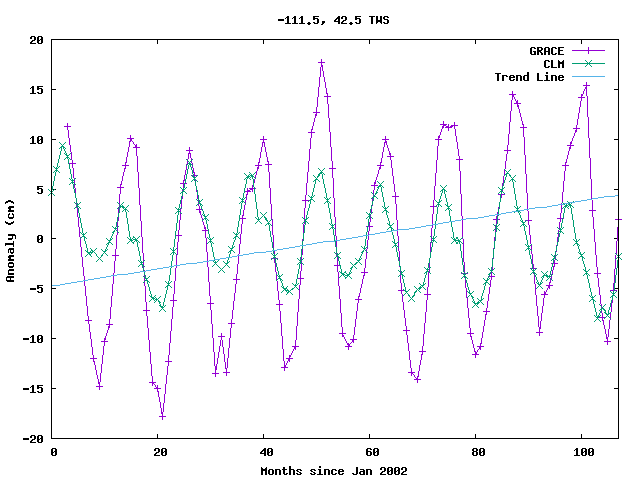 -111.5, 42.5 TWS
GRACE
CLM
Trend Line
20
15
10
5
0
-5
-10
-15
-20
Anomaly (cm)
0 20 40 60 80 100
Months since Jan 2002